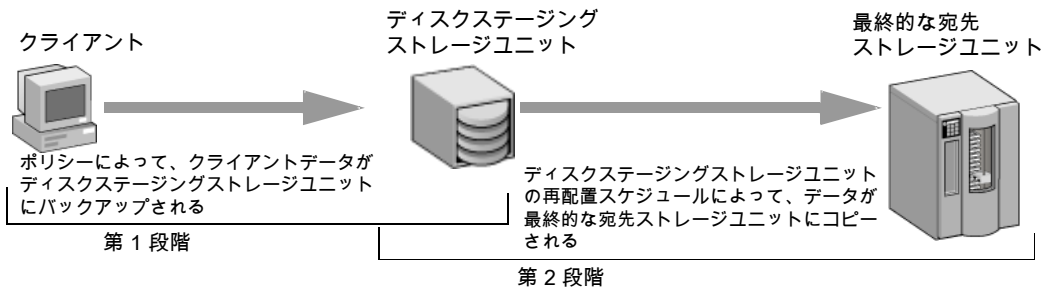 クライアント
ディスクステージング
ストレージユニット
最終的な宛先
ストレージユニット
ポリシーによって、クライアントデータが
ディスクステージングストレージユニット
にバックアップされる
ディスクステージングストレージユニット
の再配置スケジュールによって、データが
最終的な宛先ストレージユニットにコピー
される
第 1 段階
第 2 段階